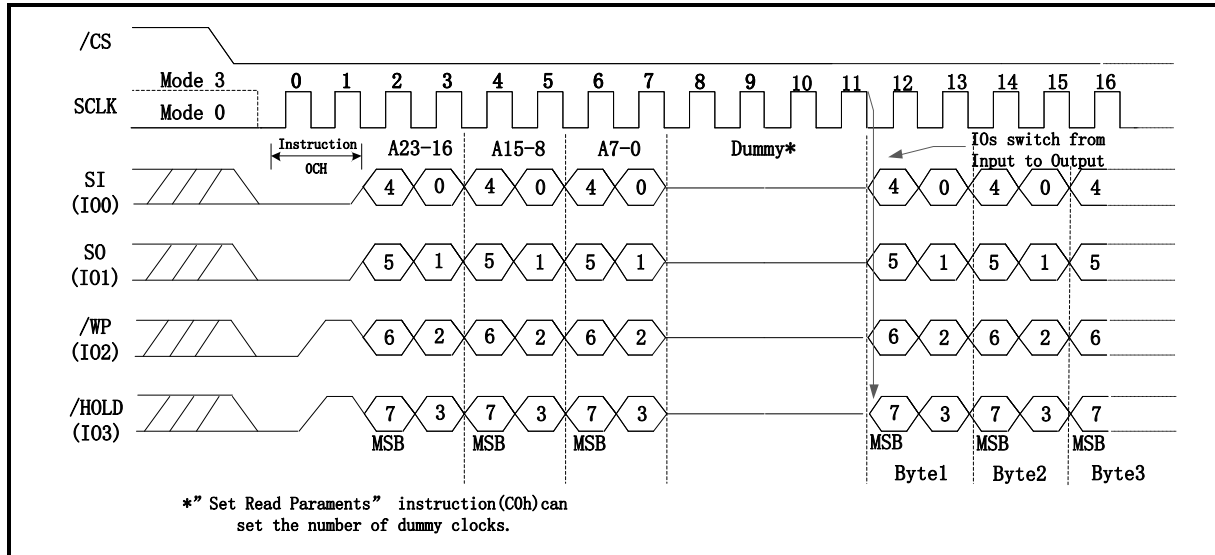 /CS
Mode 3
0 1 2 3 4 5 6 7 8 9 10 11 12 13 14 15 16
SCLK
Mode 0
Instruction
0CH
A23-16 A15-8 A7-0 Dummy*
IOs switch from
Input to Output
SI
(IO0)
4 0 4 0 4 0 4 0 4 0 4
SO
(IO1)
5 1 5 1 5 1 5 1 5 1 5
/WP
(IO2)
6 2 6 2 6 2 6 2 6 2 6
/HOLD
(IO3)
7 3 7 3 7 3 7 3 7 3 7
MSB MSB MSB MSB MSB MSB
Byte1 Byte2 Byte3
*" Set Read Paraments" instruction(C0h)can
set the number of dummy clocks.